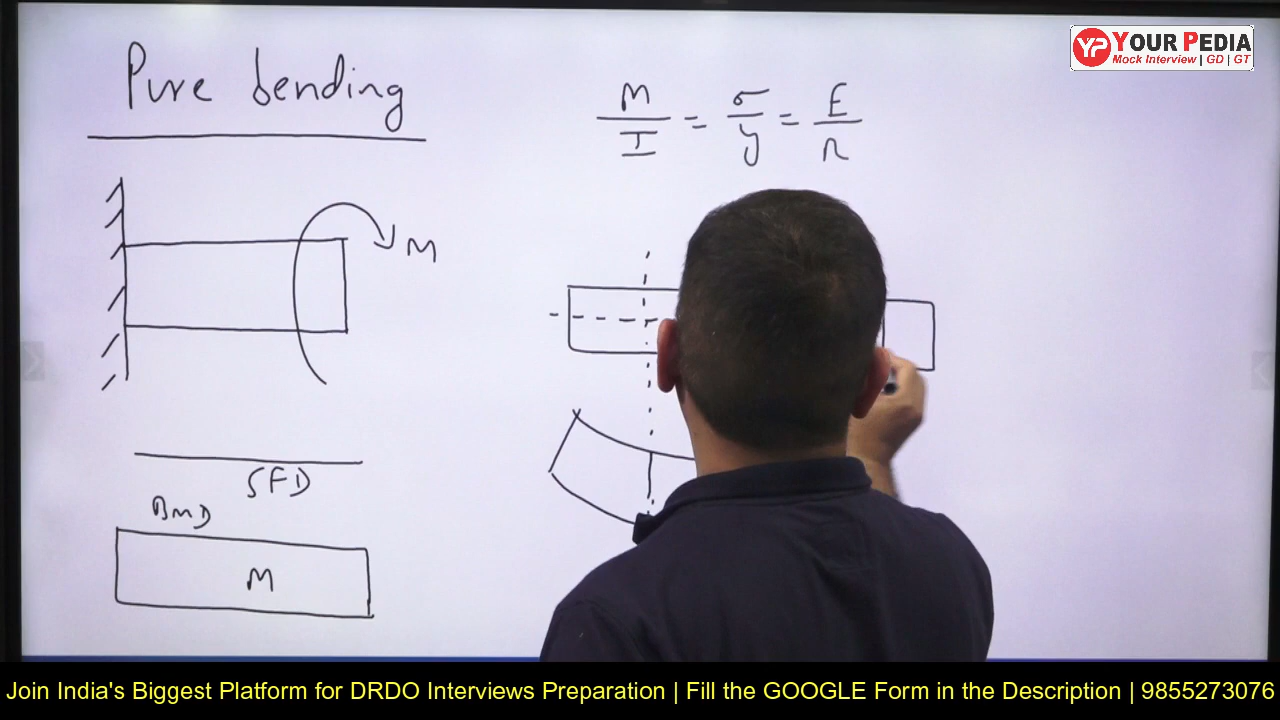 YP YOUR PEDIA
Mock Interview | GD | GT
Pure bending
M/I = σ/y = E/R
M
SFD
BMD
M
Join India's Biggest Platform for DRDO Interviews Preparation | Fill the GOOGLE Form in the Description | 9855273076